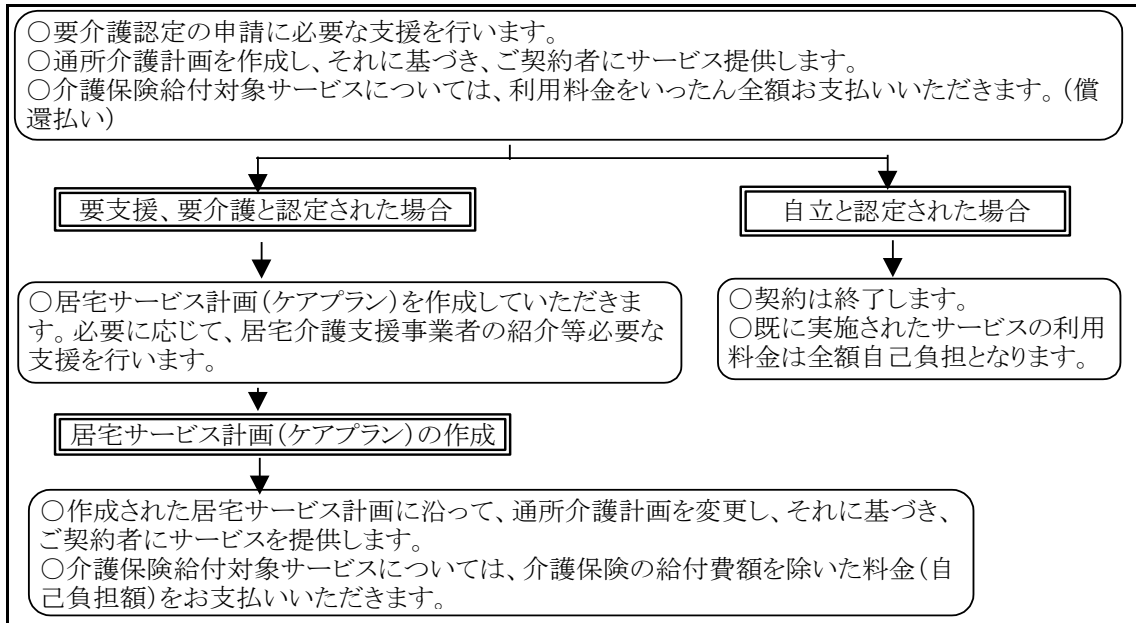 ○要介護認定の申請に必要な支援を行います。
○通所介護計画を作成し、それに基づき、ご契約者にサービス提供します。
○介護保険給付対象サービスについては、利用料金をいったん全額お支払いいただきます。(償
還払い)
要支援、要介護と認定された場合
自立と認定された場合
○居宅サービス計画(ケアプラン)を作成していただきま
す。必要に応じて、居宅介護支援事業者の紹介等必要な
支援を行います。
○契約は終了します。
○既に実施されたサービスの利用
料金は全額自己負担となります。
居宅サービス計画(ケアプラン)の作成
○作成された居宅サービス計画に沿って、通所介護計画を変更し、それに基づき、
ご契約者にサービスを提供します。
○介護保険給付対象サービスについては、介護保険の給付費額を除いた料金(自
己負担額)をお支払いいただきます。